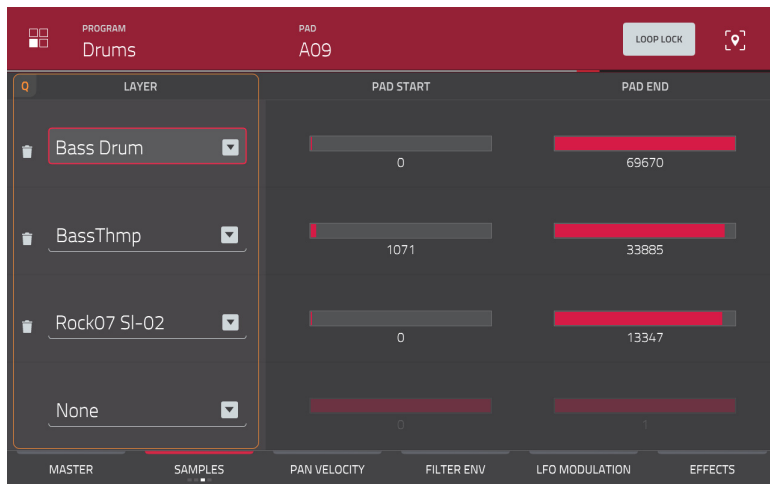 PROGRAM PAD
Drums A09 LOOP LOCK
Q LAYER PAD START PAD END
Bass Drum
0 69670
BassThmp
1071 33885
Rock07 Sl-02
0 13347
None
0 1
MASTER SAMPLES PAN VELOCITY FILTER ENV LFO MODULATION EFFECTS